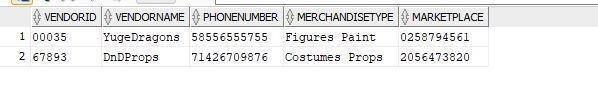 VENDORID VENDORNAME PHONENUMBER MERCHANDISETYPE MARKETPLACE
1 00035 YugeDragons 58556555755 Figures Paint 0258794561
2 67893 DnDProps 71426709876 Costumes Props 2056473820